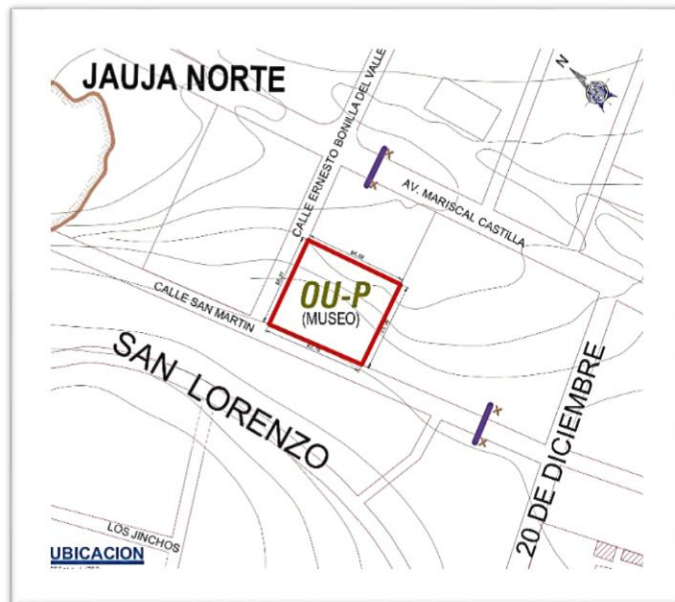 JAUJA NORTE
N
CALLE ERNESTO BONILLA DEL VALLE
X
X
AV. MARISCAL CASTILLA
OU-P
(MUSEO)
CALLE SAN MARTIN
SAN LORENZO
X
X
20 DE DICIEMBRE
LOS JINCHOS
UBICACION